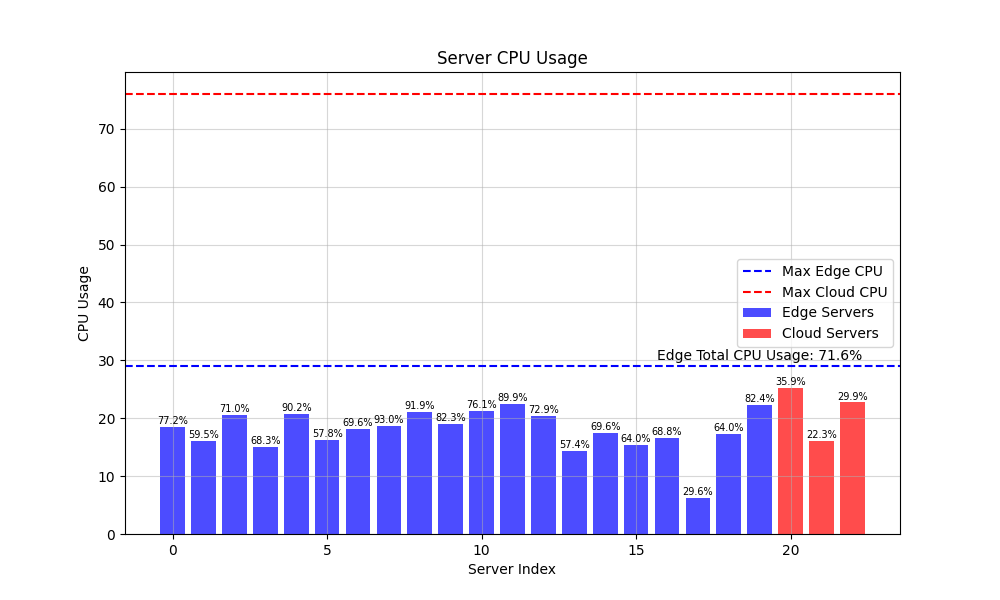 Server CPU Usage
CPU Usage
70
60
50
40
30
20
10
0
Max Edge CPU
Max Cloud CPU
Edge Servers
Cloud Servers
Edge Total CPU Usage: 71.6%
77.2% 59.5% 71.0% 68.3% 90.2% 57.8% 69.6% 93.0% 91.9% 82.3% 76.1% 89.9% 72.9% 57.4% 69.6% 64.0% 68.8% 29.6% 64.0% 82.4% 35.9% 22.3% 29.9%
0 5 10 15 20
Server Index